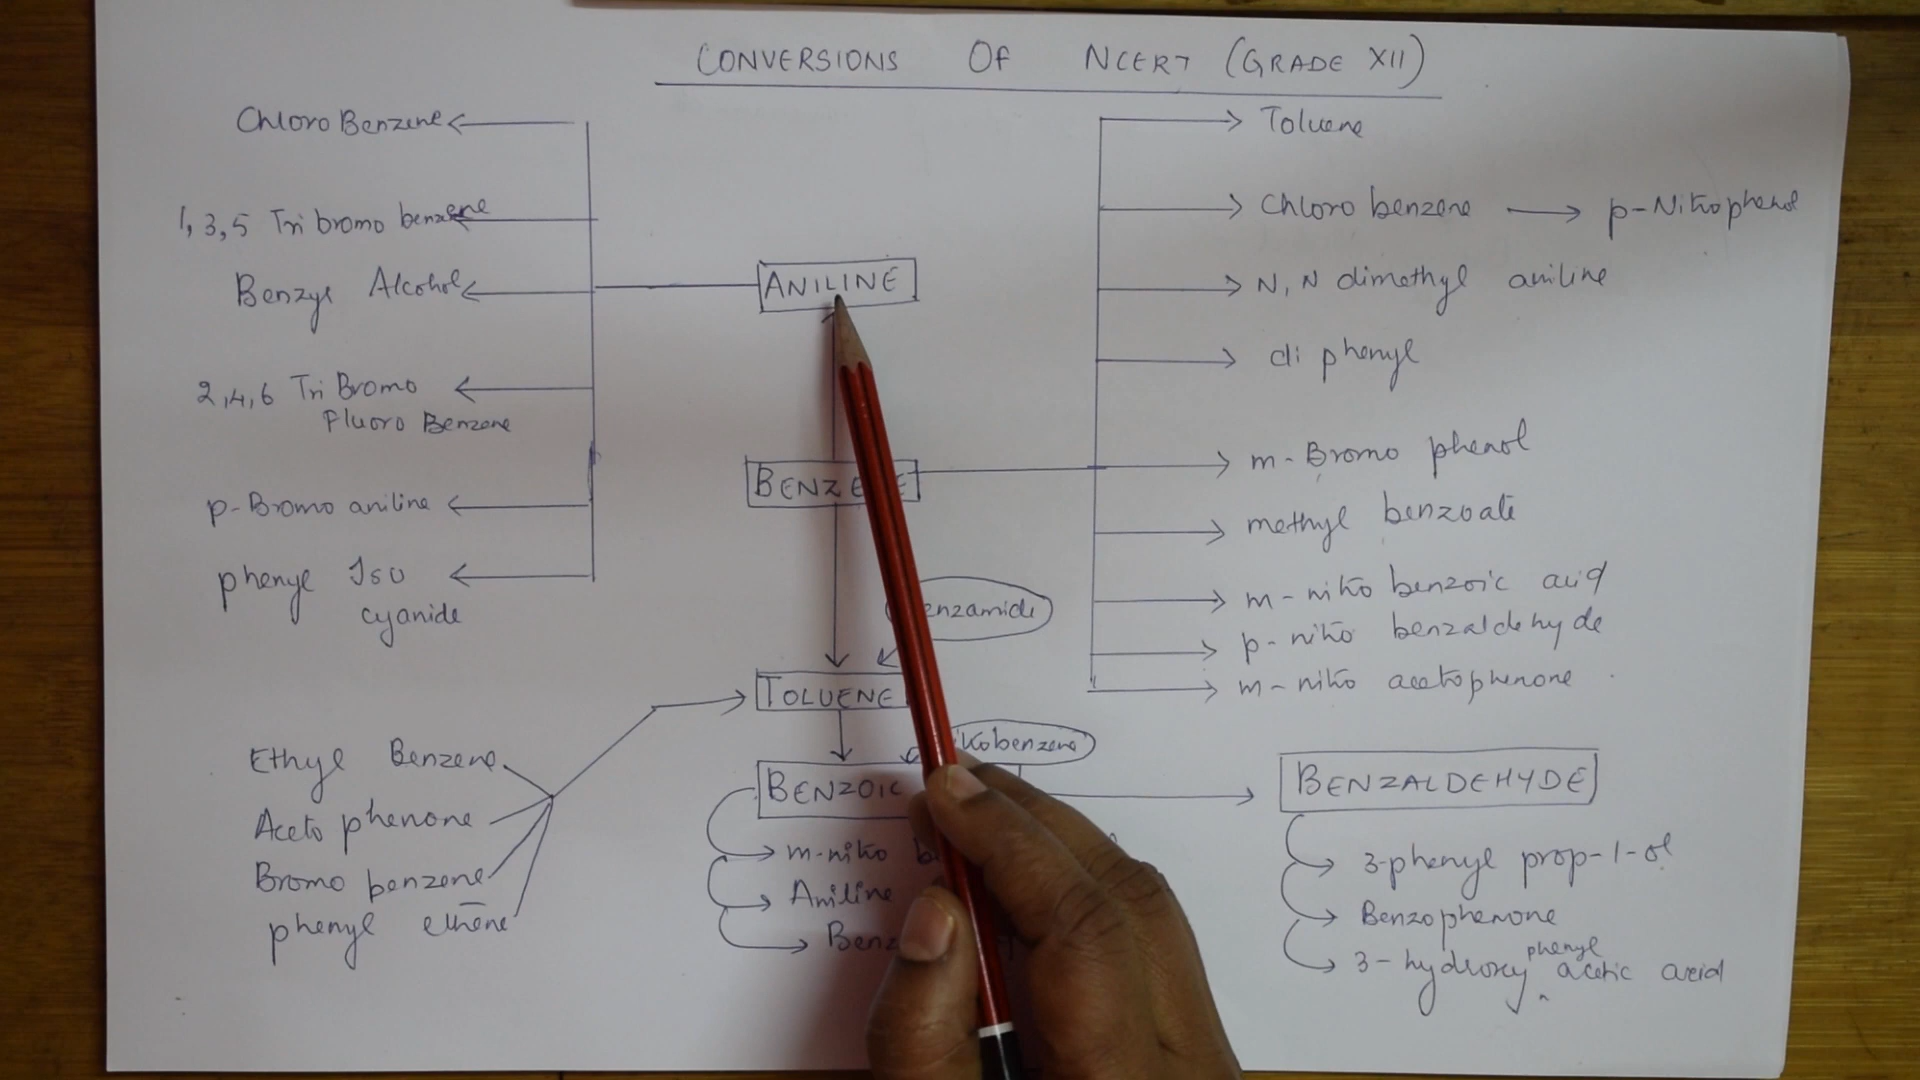 CONVERSIONS Of NCERT (GRADE XII)
Chloro Benzene
1,3,5 Tri bromo benzene
Benzyl Alcohol
2,4,6 Tri Bromo
Fluoro Benzene
p-Bromo aniline
phenyl Iso
cyanide
ANILINE
TOLUENE
BENZOIC
m-nitro
Aniline
Toluene
Chloro benzene p-Nitrophenol
N, N dimethyl aniline
di phenyl
m-Bromo phenol
methyl benzoate
m-nitro benzoic acid
p-nitro benzaldehyde
m-nitro acetophenone
Ethyl Benzene
Aceto phenone
Bromo benzene
phenyl ethene
BENZALDEHYDE
3-phenyl prop-1-ol
Benzophenone
3-hydroxy phenyl acetic acid